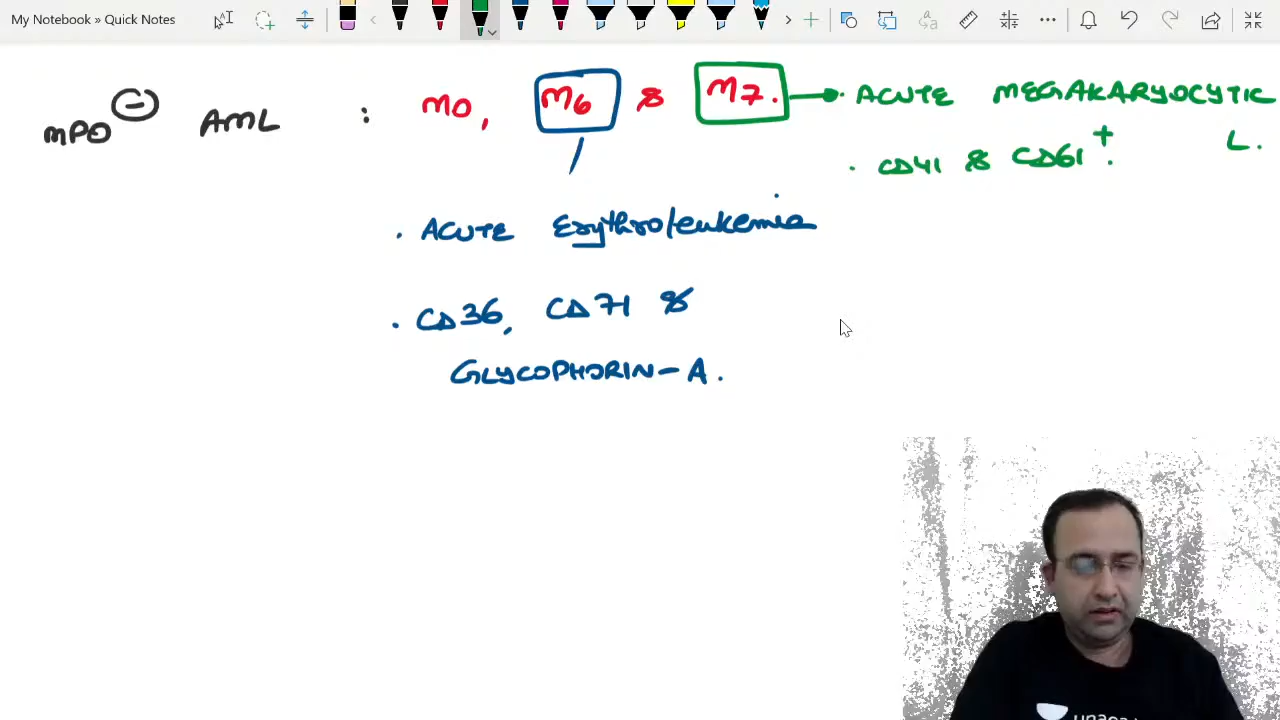 My Notebook » Quick Notes
MPO⊖ AML : M0, M6 & M7. → · ACUTE MEGAKARYOCYTIC L.
· CD41 & CD61+.
· ACUTE Erythroleukemia
· CD36, CD71 &
GLYCOPHORIN-A.